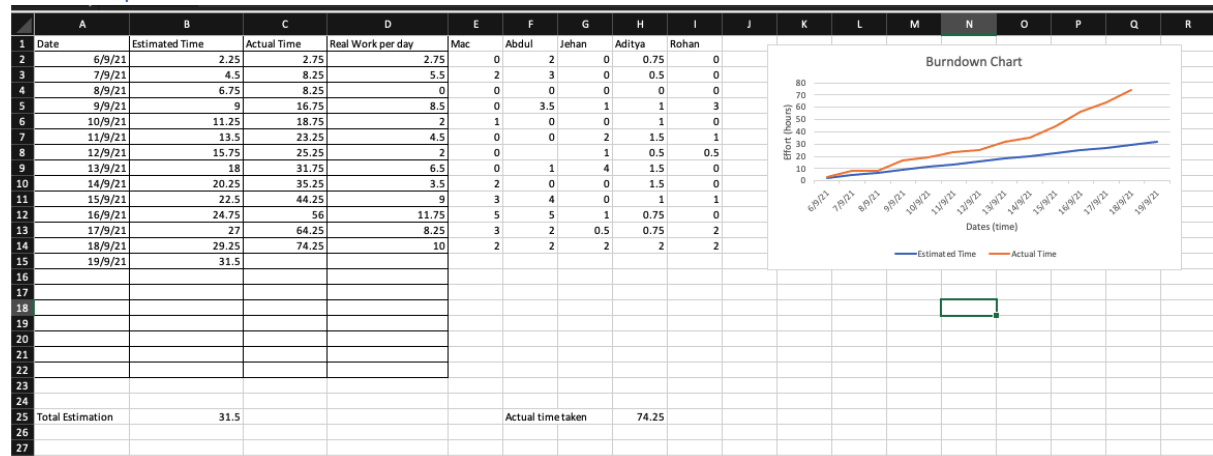 A B C D E F G H I J K L M N O P Q R
1 Date Estimated Time Actual Time Real Work per day Mac Abdul Jehan Aditya Rohan
2 6/9/21 2.25 2.75 2.75 0 2 0 0.75 0
3 7/9/21 4.5 8.25 5.5 2 3 0 0.5 0
4 8/9/21 6.75 8.25 0 0 0 0 0 0
5 9/9/21 9 16.75 8.5 0 3.5 1 1 3
6 10/9/21 11.25 18.75 2 1 0 0 1 0
7 11/9/21 13.5 23.25 4.5 0 0 2 1.5 1
8 12/9/21 15.75 25.25 2 0 1 0.5 0.5
9 13/9/21 18 31.75 6.5 0 1 4 1.5 0
10 14/9/21 20.25 35.25 3.5 2 0 0 1.5 0
11 15/9/21 22.5 44.25 9 3 4 0 1 1
12 16/9/21 24.75 56 11.75 5 5 1 0.75 0
13 17/9/21 27 64.25 8.25 3 2 0.5 0.75 2
14 18/9/21 29.25 74.25 10 2 2 2 2 2
15 19/9/21 31.5
16
17
18
19
20
21
22
23
24
25 Total Estimation 31.5 Actual time taken 74.25
26
27
Burndown Chart
Effort (hours)
80
70
60
50
40
30
20
10
0
6/9/21 7/9/21 8/9/21 9/9/21 10/9/21 11/9/21 12/9/21 13/9/21 14/9/21 15/9/21 16/9/21 17/9/21 18/9/21 19/9/21
Dates (time)
Estimated Time Actual Time